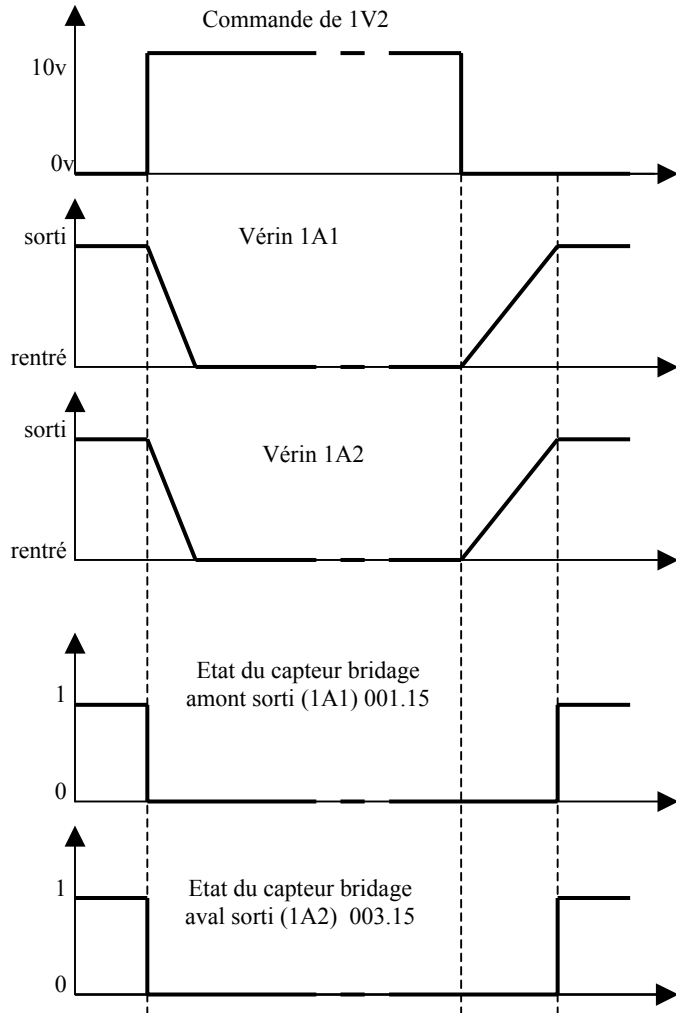 Commande de 1V2
10v
0v
sorti
Vérin 1A1
rentré
sorti
Vérin 1A2
rentré
Etat du capteur bridage
amont sorti (1A1) 001.15
1
0
Etat du capteur bridage
aval sorti (1A2) 003.15
1
0